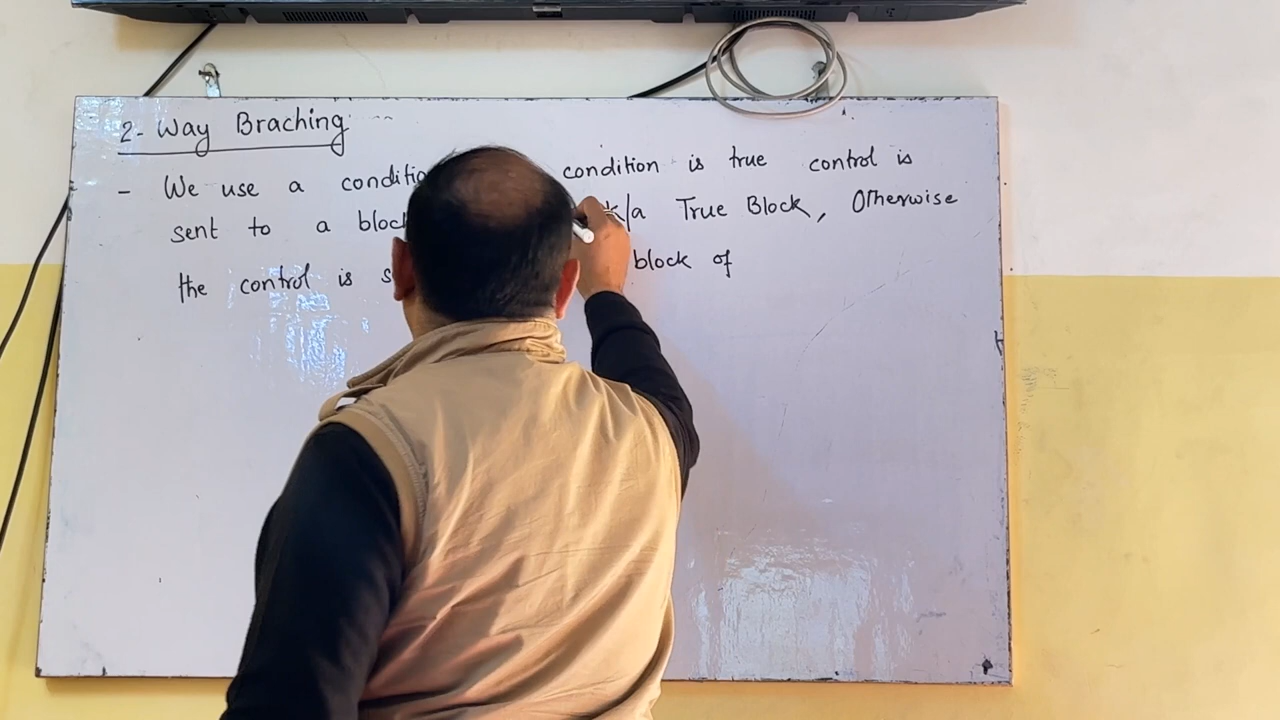 2- Way Braching
- We use a condition condition is true control is
sent to a block k/a True Block, Otherwise
the control is block of